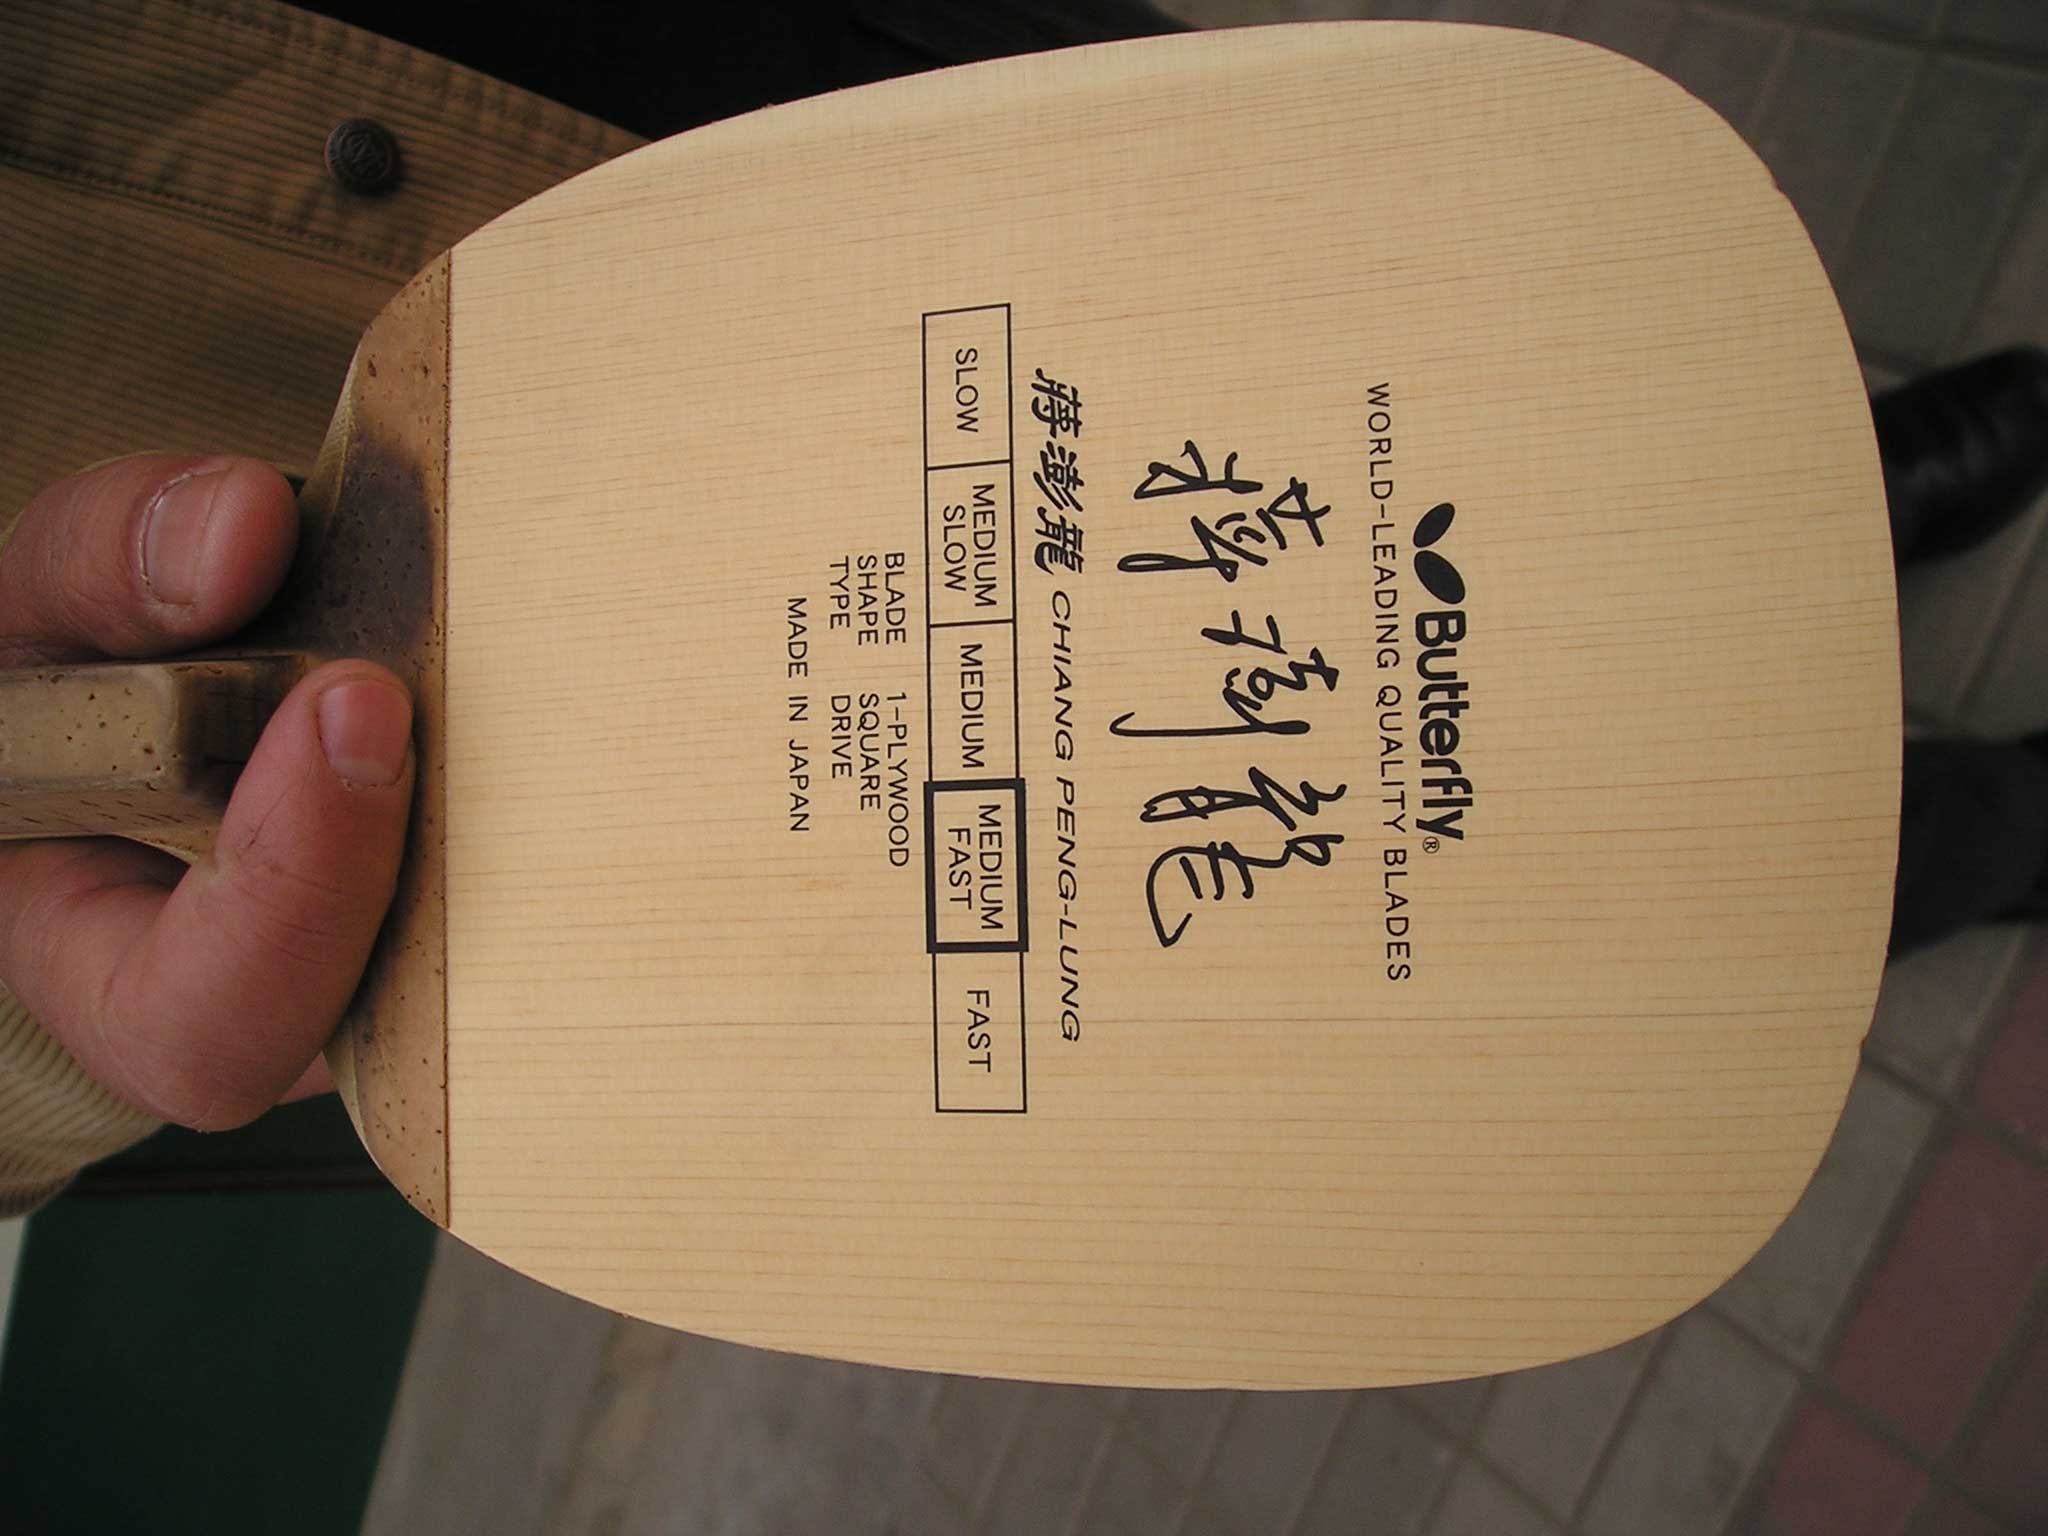 Butterfly®
WORLD-LEADING QUALITY BLADES
蔣澎龍
蔣澎龍 CHIANG PENG-LUNG
SLOW MEDIUM SLOW MEDIUM MEDIUM FAST FAST
BLADE 1-PLYWOOD
SHAPE SQUARE
TYPE DRIVE
MADE IN JAPAN